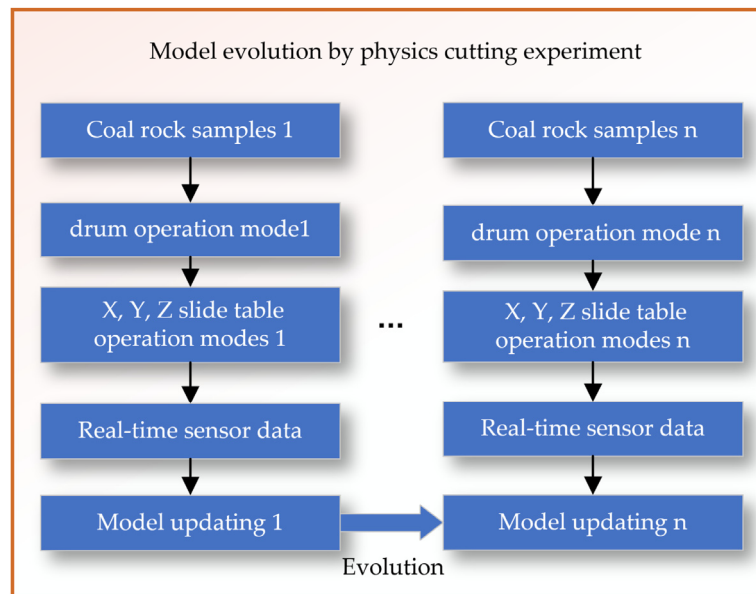 Model evolution by physics cutting experiment
Coal rock samples 1
drum operation mode1
X, Y, Z slide table
operation modes 1
Real-time sensor data
Model updating 1
...
Coal rock samples n
drum operation mode n
X, Y, Z slide table
operation modes n
Real-time sensor data
Model updating n
Evolution